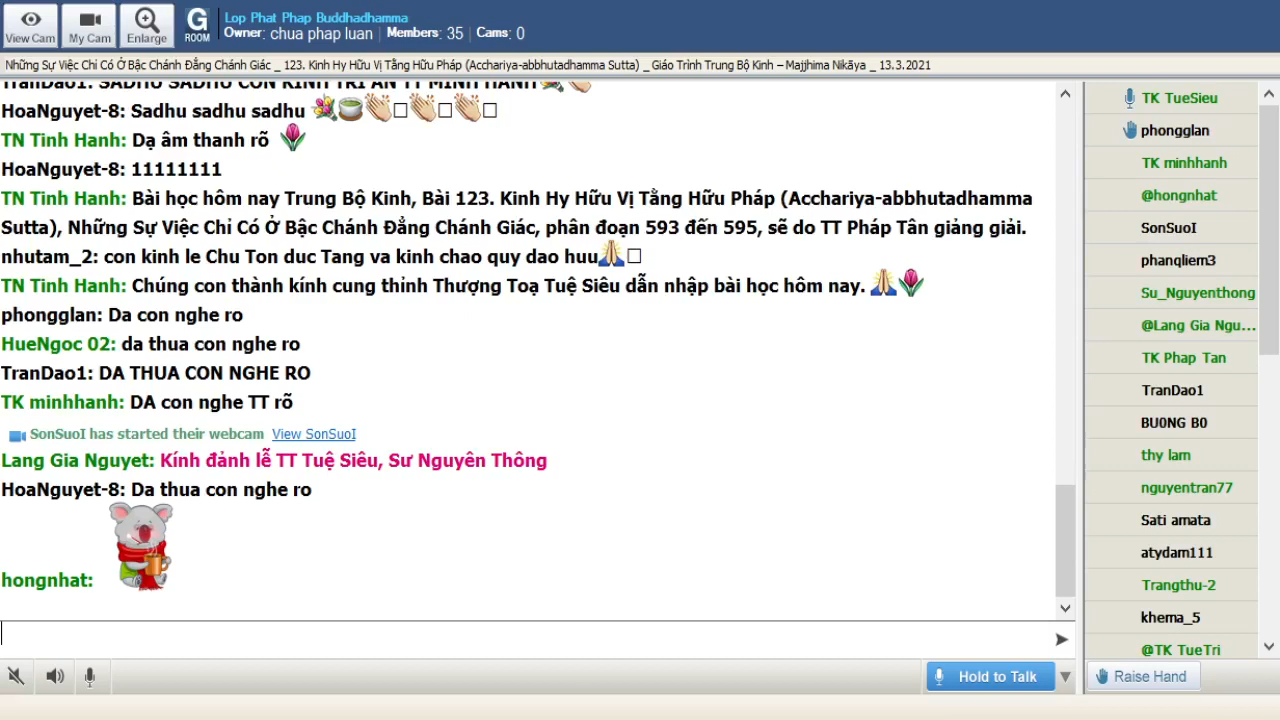 View Cam
My Cam
Enlarge
G
ROOM
Lop Phat Phap Buddhadhamma
Owner: chua phap luan | Members: 35 | Cams: 0
Những Sự Việc Chỉ Có Ở Bậc Chánh Đẳng Chánh Giác _ 123. Kinh Hy Hữu Vị Tằng Hữu Pháp (Acchariya-abbhutadhamma Sutta) _ Giáo Trình Trung Bộ Kinh – Majjhima Nikāya _ 13.3.2021
TranDao1: SADHU SADHU CON KINH TRI AN TT MINH HANH
HoaNguyet-8: Sadhu sadhu sadhu
TN Tinh Hanh: Dạ âm thanh rõ
HoaNguyet-8: 11111111
TN Tinh Hanh: Bài học hôm nay Trung Bộ Kinh, Bài 123. Kinh Hy Hữu Vị Tằng Hữu Pháp (Acchariya-abbhutadhamma
Sutta), Những Sự Việc Chỉ Có Ở Bậc Chánh Đẳng Chánh Giác, phân đoạn 593 đến 595, sẽ do TT Pháp Tân giảng giải.
nhutam_2: con kinh le Chu Ton duc Tang va kinh chao quy dao huu
TN Tinh Hanh: Chúng con thành kính cung thỉnh Thượng Toạ Tuệ Siêu dẫn nhập bài học hôm nay.
phongglan: Da con nghe ro
HueNgoc 02: da thua con nghe ro
TranDao1: DA THUA CON NGHE RO
TK minhhanh: DA con nghe TT rõ
SonSuoI has started their webcam View SonSuoI
Lang Gia Nguyet: Kính đảnh lễ TT Tuệ Siêu, Sư Nguyên Thông
HoaNguyet-8: Da thua con nghe ro
hongnhat:
Hold to Talk
TK TueSieu
phongglan
TK minhhanh
@hongnhat
SonSuoI
phanqliem3
Su_Nguyenthong
@Lang Gia Ngu...
TK Phap Tan
TranDao1
BU0NG B0
thy lam
nguyentran77
Sati amata
atydam111
Trangthu-2
khema_5
@TK TueTri
Raise Hand